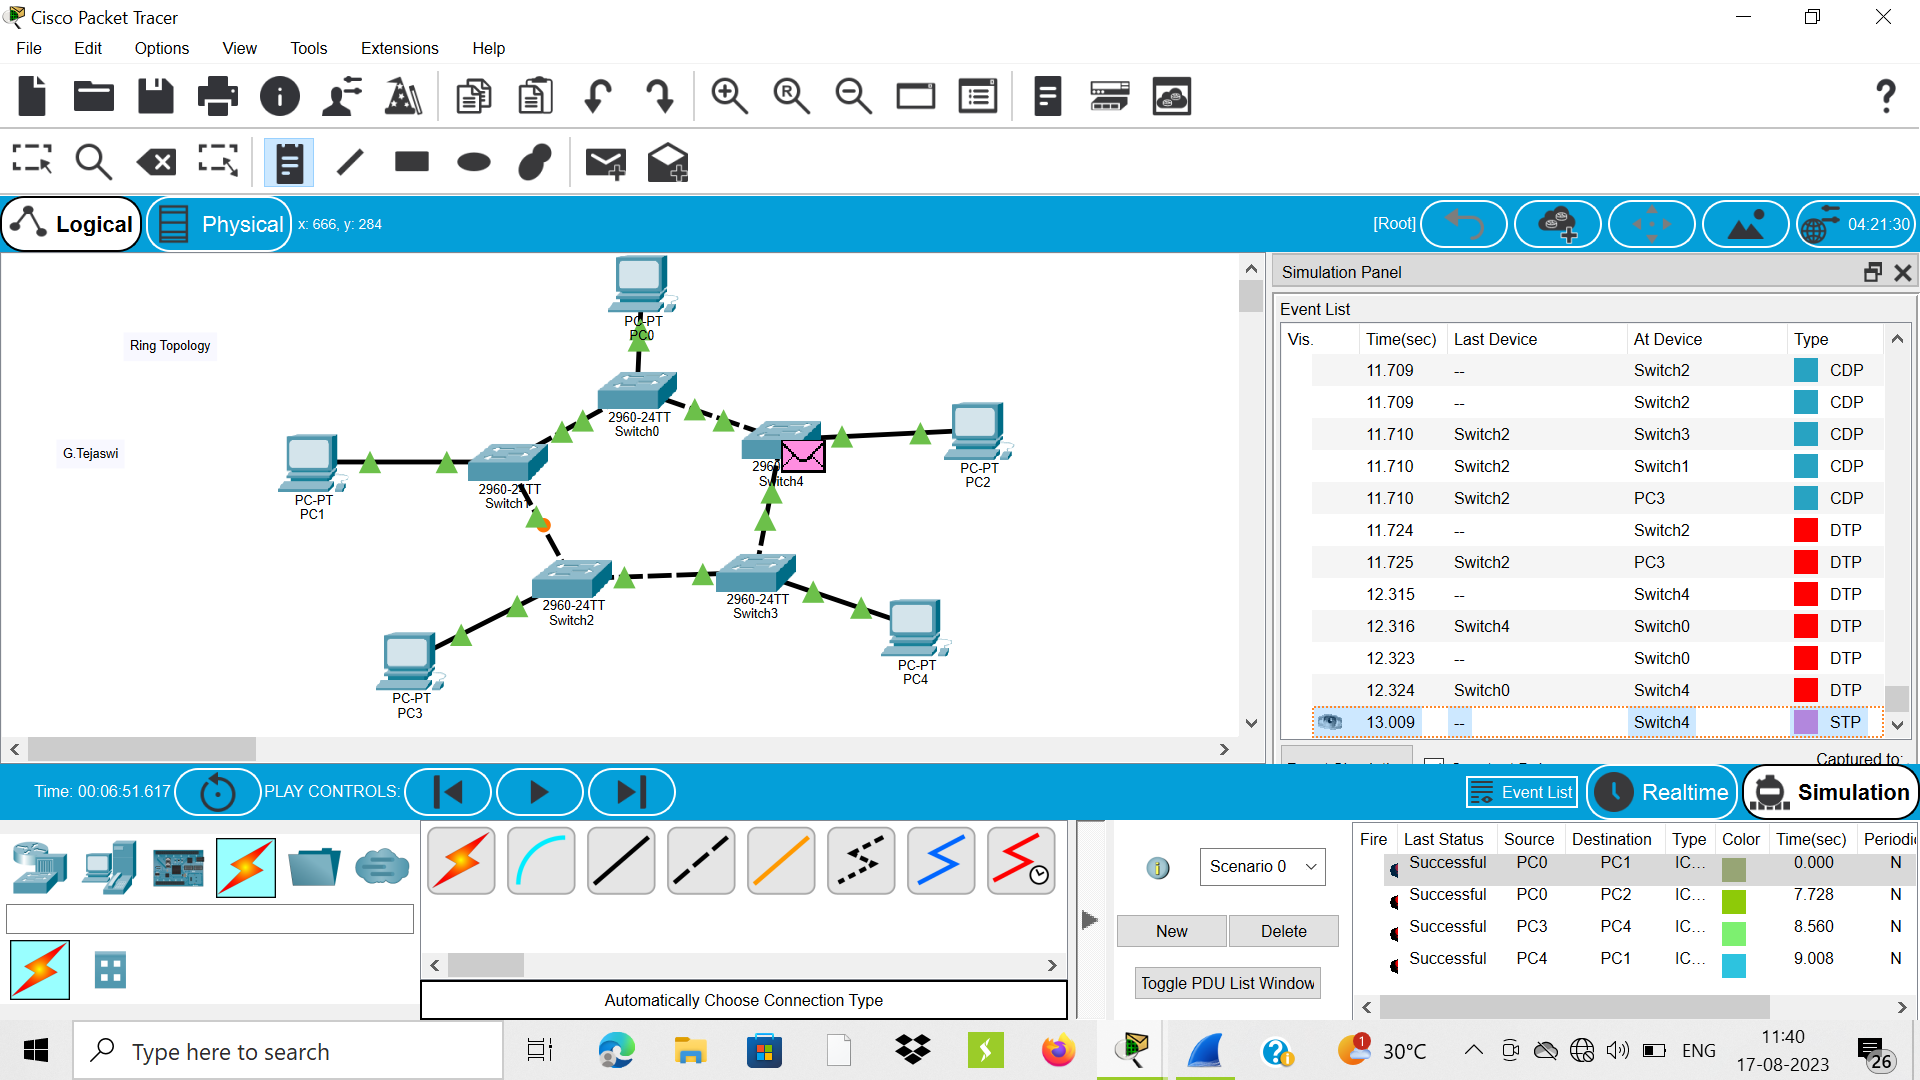 Cisco Packet Tracer
File Edit Options View Tools Extensions Help
Logical Physical x: 666, y: 284 [Root] 04:21:30
Ring Topology
G.Tejaswi
PC-PT
PC0
2960-24TT
Switch0
PC-PT
PC1
2960-24TT
Switch1
2960
Switch4
PC-PT
PC2
2960-24TT
Switch2
2960-24TT
Switch3
PC-PT
PC3
PC-PT
PC4
Simulation Panel
Event List
Vis. Time(sec) Last Device At Device Type
11.709 -- Switch2 CDP
11.709 -- Switch2 CDP
11.710 Switch2 Switch3 CDP
11.710 Switch2 Switch1 CDP
11.710 Switch2 PC3 CDP
11.724 -- Switch2 DTP
11.725 Switch2 PC3 DTP
12.315 -- Switch4 DTP
12.316 Switch4 Switch0 DTP
12.323 -- Switch0 DTP
12.324 Switch0 Switch4 DTP
13.009 -- Switch4 STP
Captured to:
Time: 00:06:51.617 PLAY CONTROLS: Event List Realtime Simulation
Automatically Choose Connection Type
Scenario 0
New Delete
Toggle PDU List Window
Fire Last Status Source Destination Type Color Time(sec) Periodi
Successful PC0 PC1 IC... 0.000 N
Successful PC0 PC2 IC... 7.728 N
Successful PC3 PC4 IC... 8.560 N
Successful PC4 PC1 IC... 9.008 N
Type here to search
1
30°C
ENG
11:40
17-08-2023
26